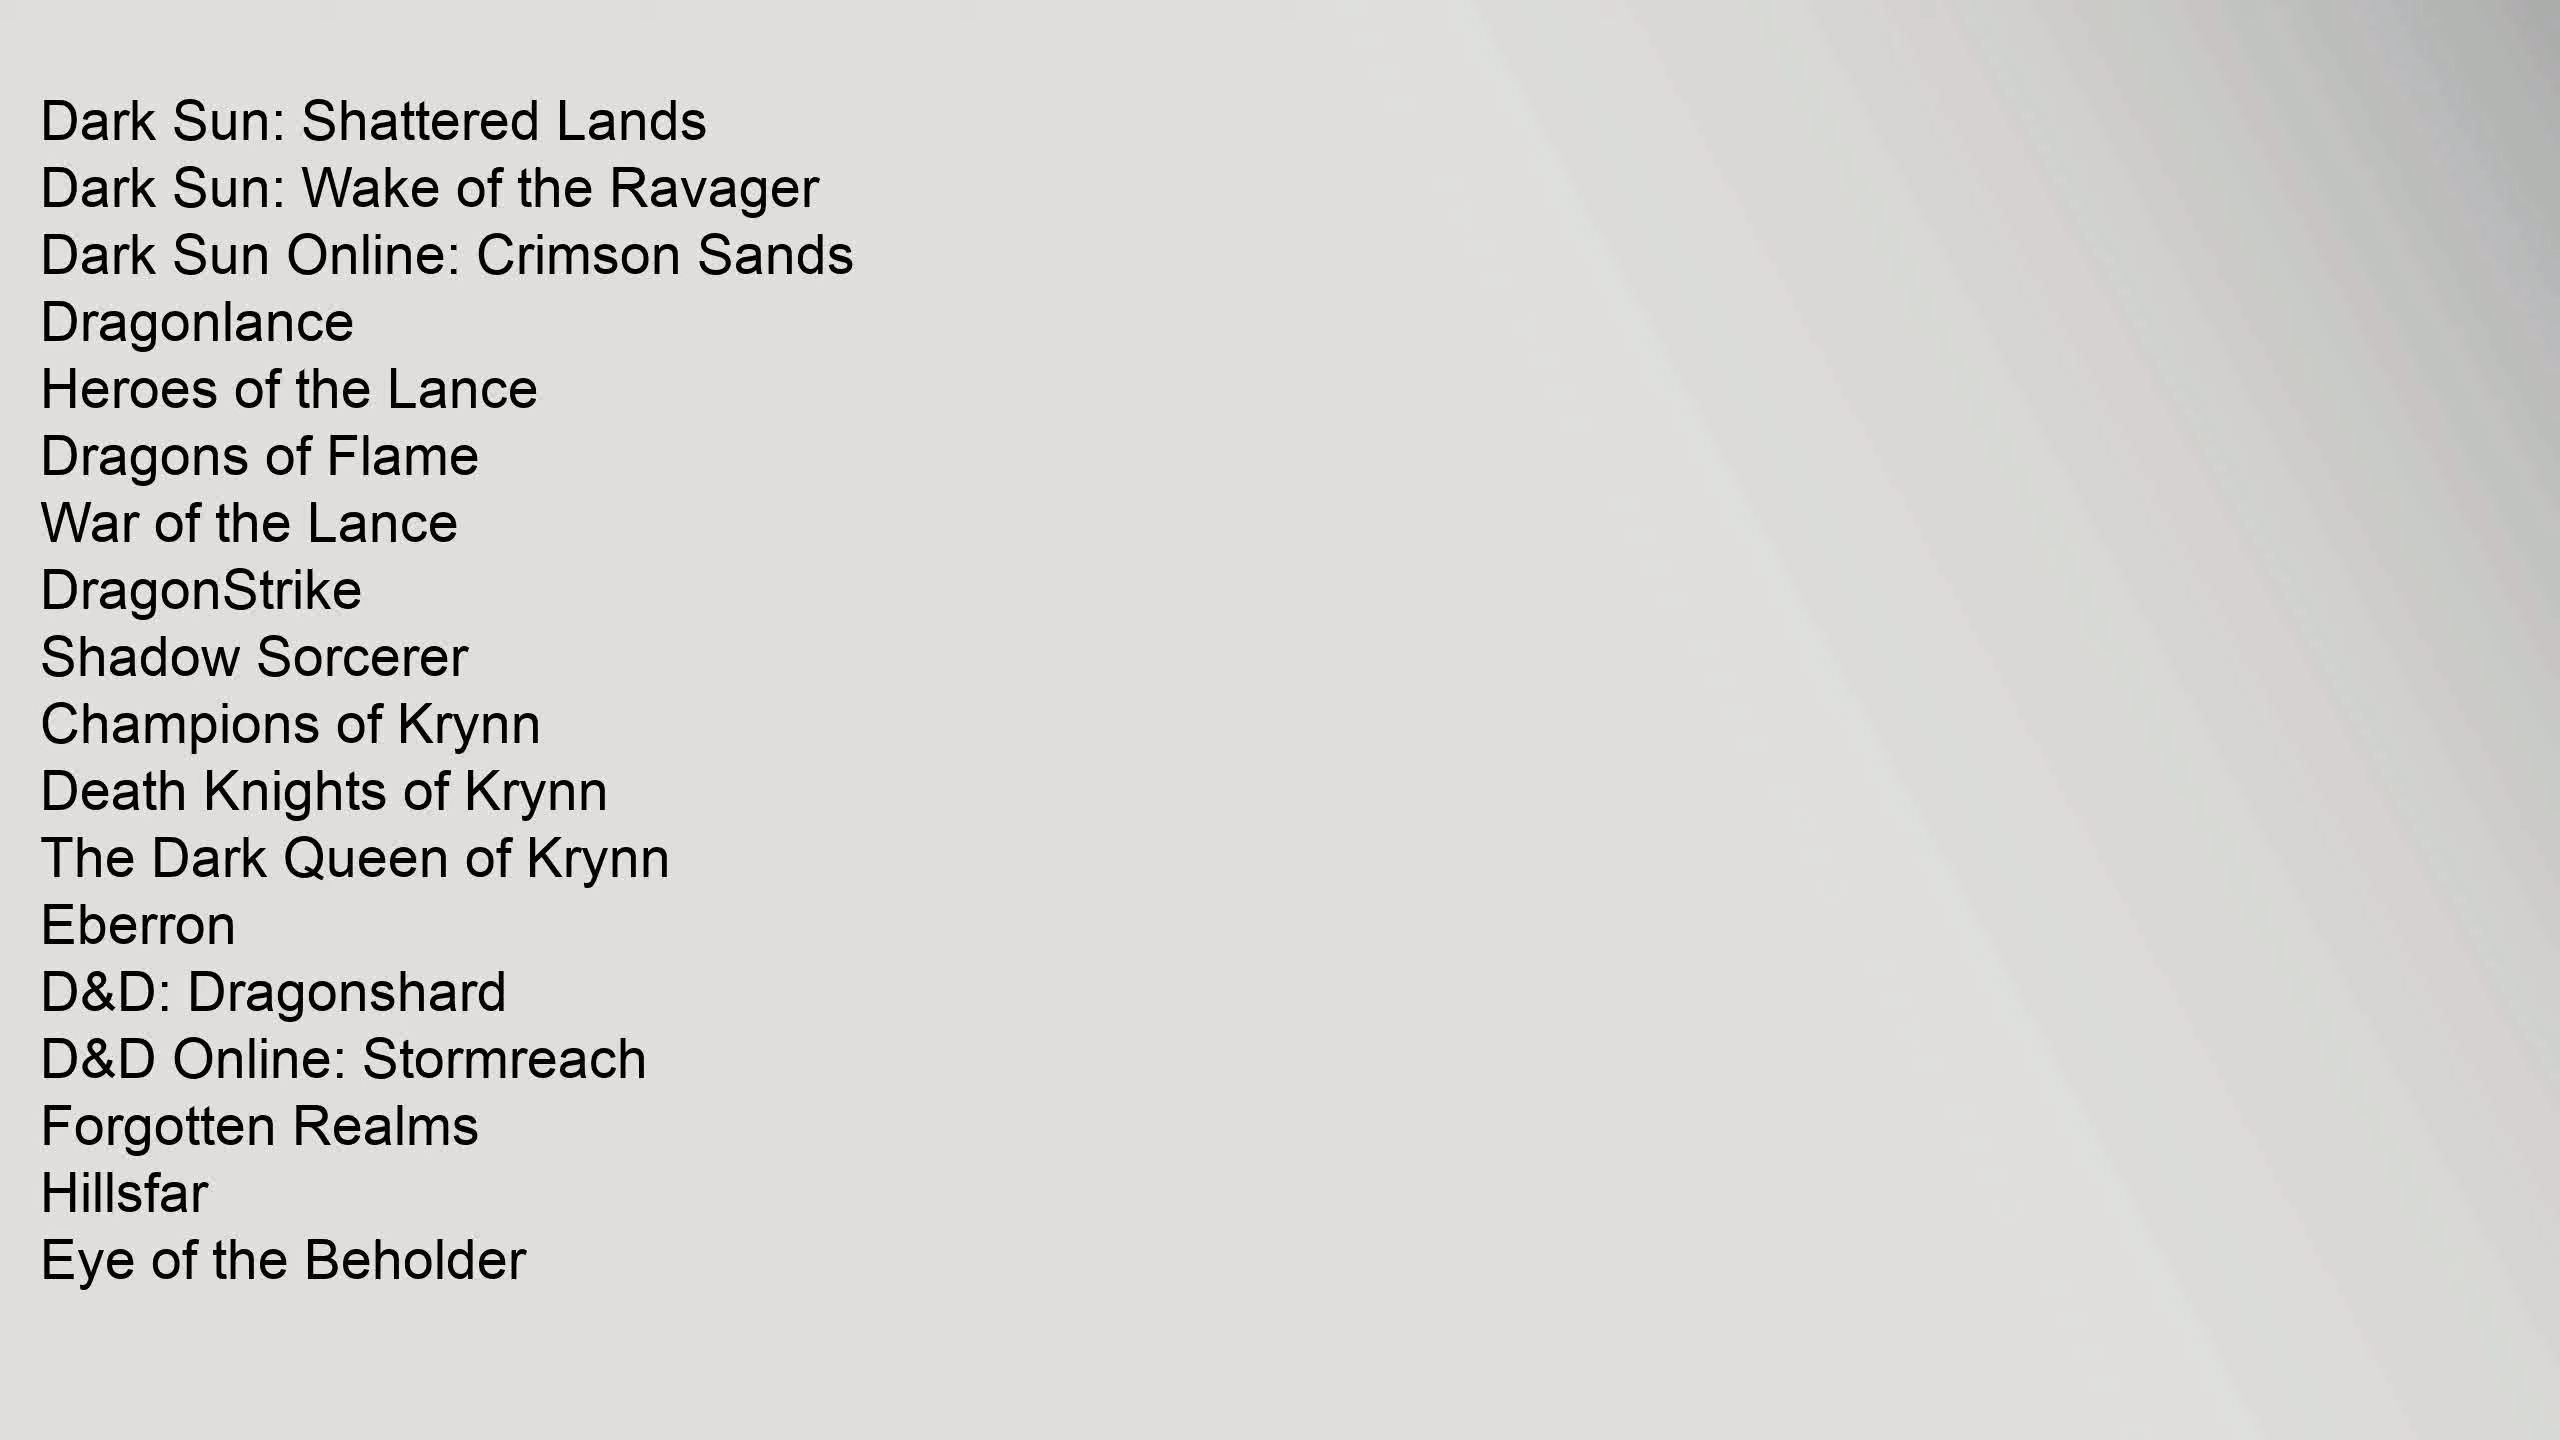 Dark Sun: Shattered Lands
Dark Sun: Wake of the Ravager
Dark Sun Online: Crimson Sands
Dragonlance
Heroes of the Lance
Dragons of Flame
War of the Lance
DragonStrike
Shadow Sorcerer
Champions of Krynn
Death Knights of Krynn
The Dark Queen of Krynn
Eberron
D&D: Dragonshard
D&D Online: Stormreach
Forgotten Realms
Hillsfar
Eye of the Beholder